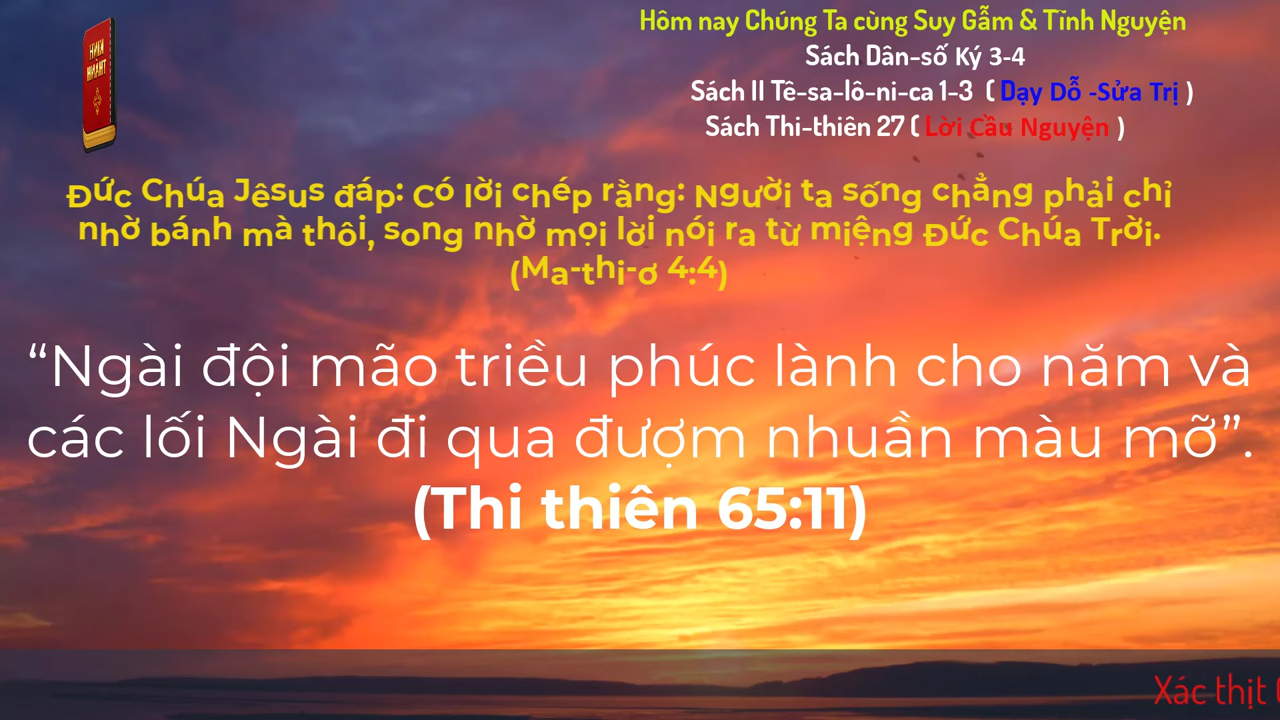 Hôm nay Chúng Ta cùng Suy Gẫm & Tĩnh Nguyện
Sách Dân-số Ký 3-4
Sách II Tê-sa-lô-ni-ca 1-3 ( Dạy Dỗ -Sửa Trị )
Sách Thi-thiên 27 ( Lời Cầu Nguyện )
Đức Chúa Jêsus đáp: Có lời chép rằng: Người ta sống chẳng phải chỉ
nhờ bánh mà thôi, song nhờ mọi lời nói ra từ miệng Đức Chúa Trời.
(Ma-thi-ơ 4:4)
“Ngài đội mão triều phúc lành cho năm và
các lối Ngài đi qua đượm nhuần màu mỡ”.
(Thi thiên 65:11)
Xác thịt